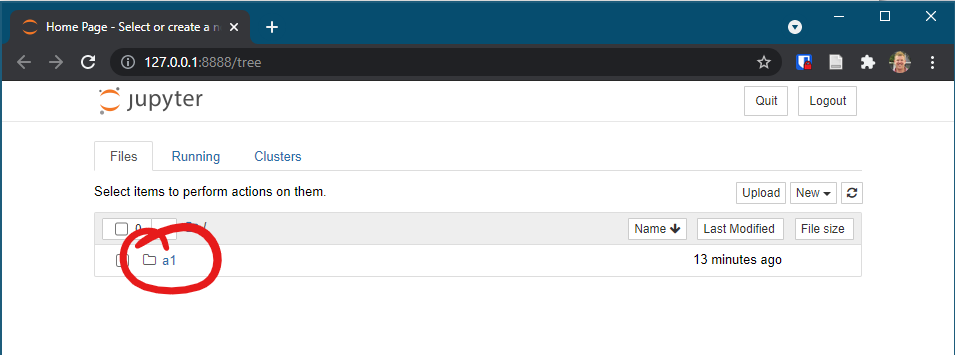 Home Page - Select or create a n
127.0.0.1:8888/tree
jupyter
Quit
Logout
Files
Running
Clusters
Select items to perform actions on them.
Upload
New
0
/
Name
Last Modified
File size
a1
13 minutes ago